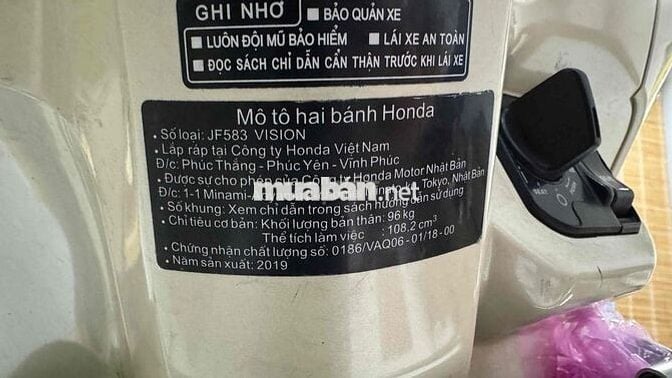 GHI NHỚ
■ BẢO QUẢN XE
■ LUÔN ĐỘI MŨ BẢO HIỂM ■ LÁI XE AN TOÀN
■ ĐỌC SÁCH CHỈ DẪN CẨN THẬN TRƯỚC KHI LÁI XE
Mô tô hai bánh Honda
• Số loại: JF583 VISION
• Lắp ráp tại Công ty Honda Việt Nam
Đ/c: Phúc Thắng - Phúc Yên - Vĩnh Phúc
• Được sự cho phép của Công ty Honda Motor Nhật Bản
Đ/c: 1-1 Minami- Tokyo, Nhật Bản
• Số khung: Xem chỉ dẫn trong sách hướng dẫn sử dụng
• Chỉ tiêu cơ bản: Khối lượng bản thân: 96 kg
Thể tích làm việc : 108,2 cm³
• Chứng nhận chất lượng số: 0186/VAQ06 - 01/18 - 00
• Năm sản xuất: 2019
muaban.net
SEAT